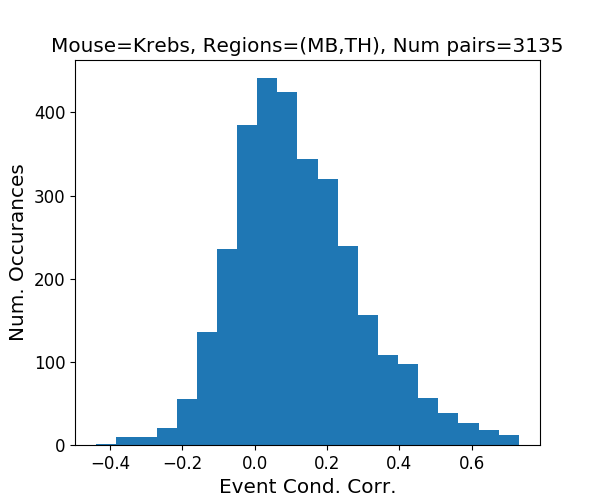 Mouse=Krebs, Regions=(MB,TH), Num pairs=3135
Num. Occurances
400
300
200
100
0
−0.4 −0.2 0.0 0.2 0.4 0.6
Event Cond. Corr.